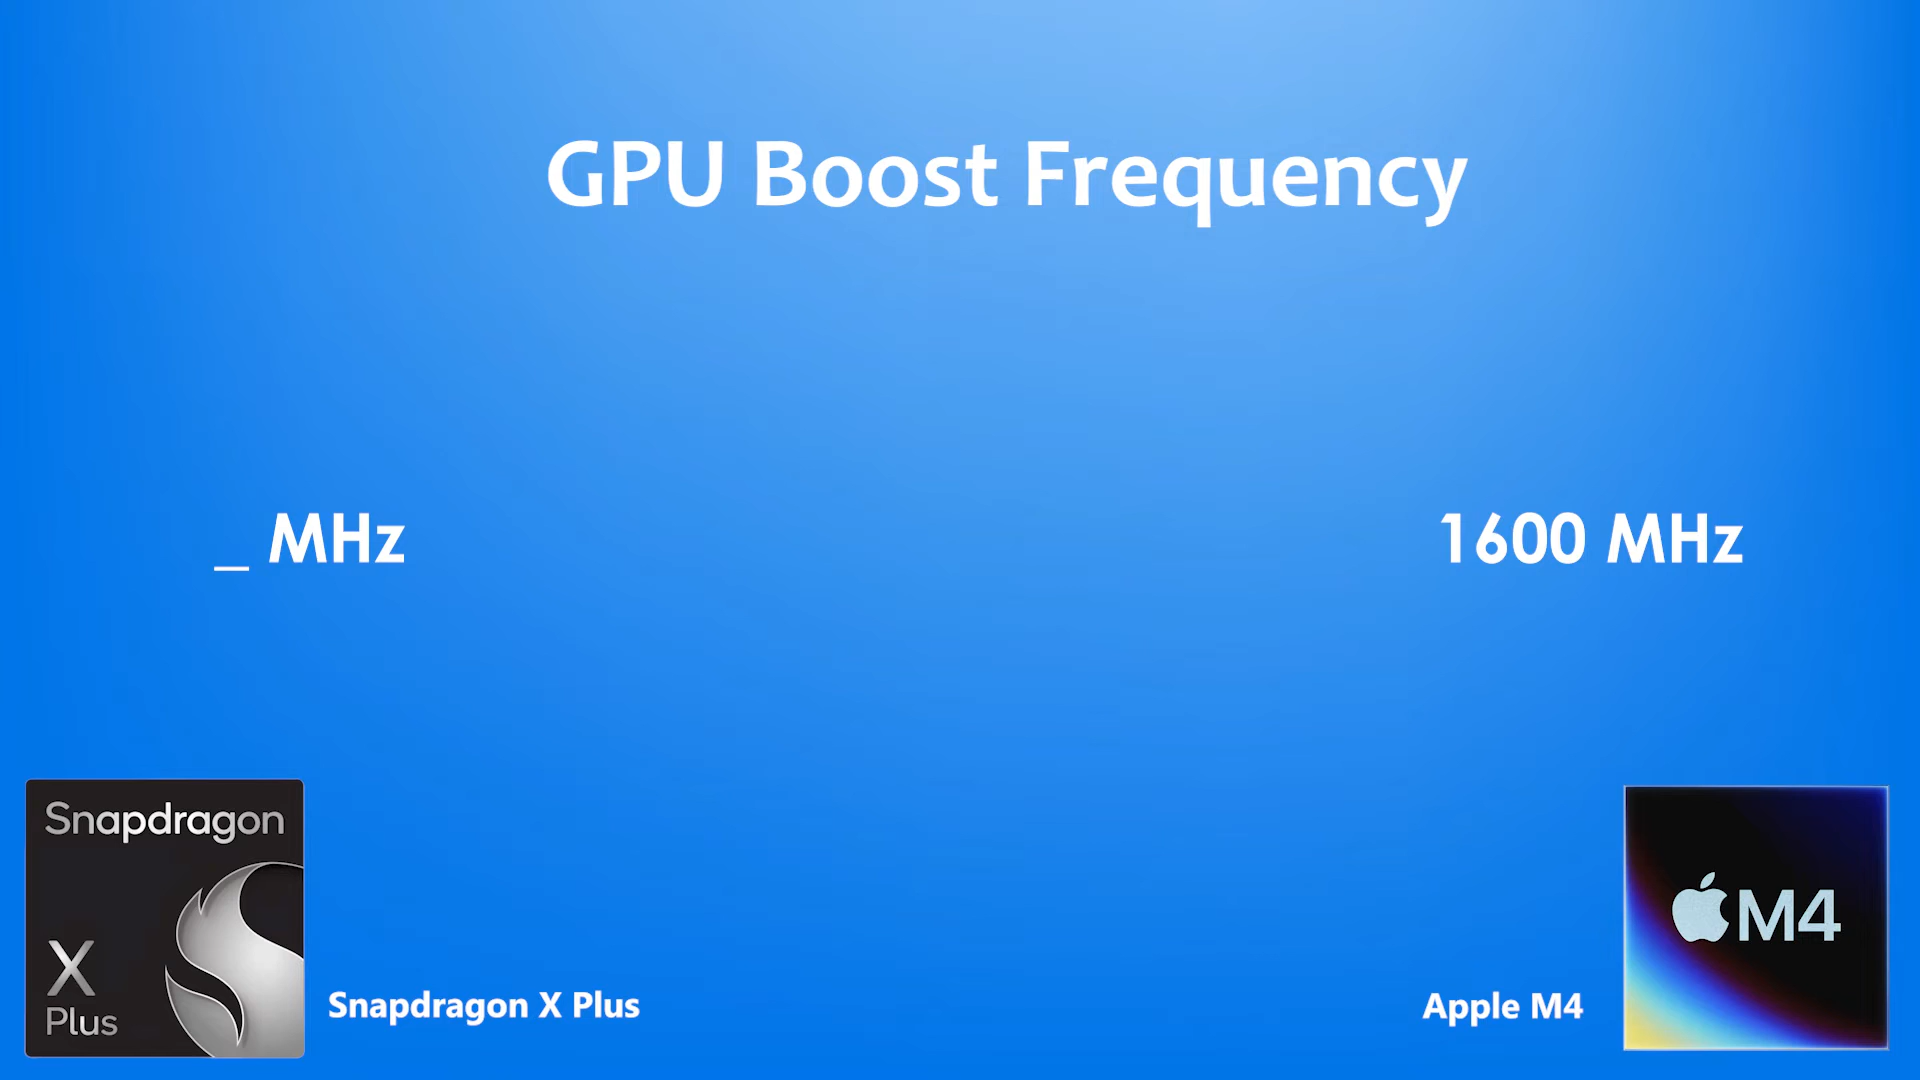 GPU Boost Frequency
_ MHz
1600 MHz
Snapdragon
X
Plus
Snapdragon X Plus
Apple M4
M4